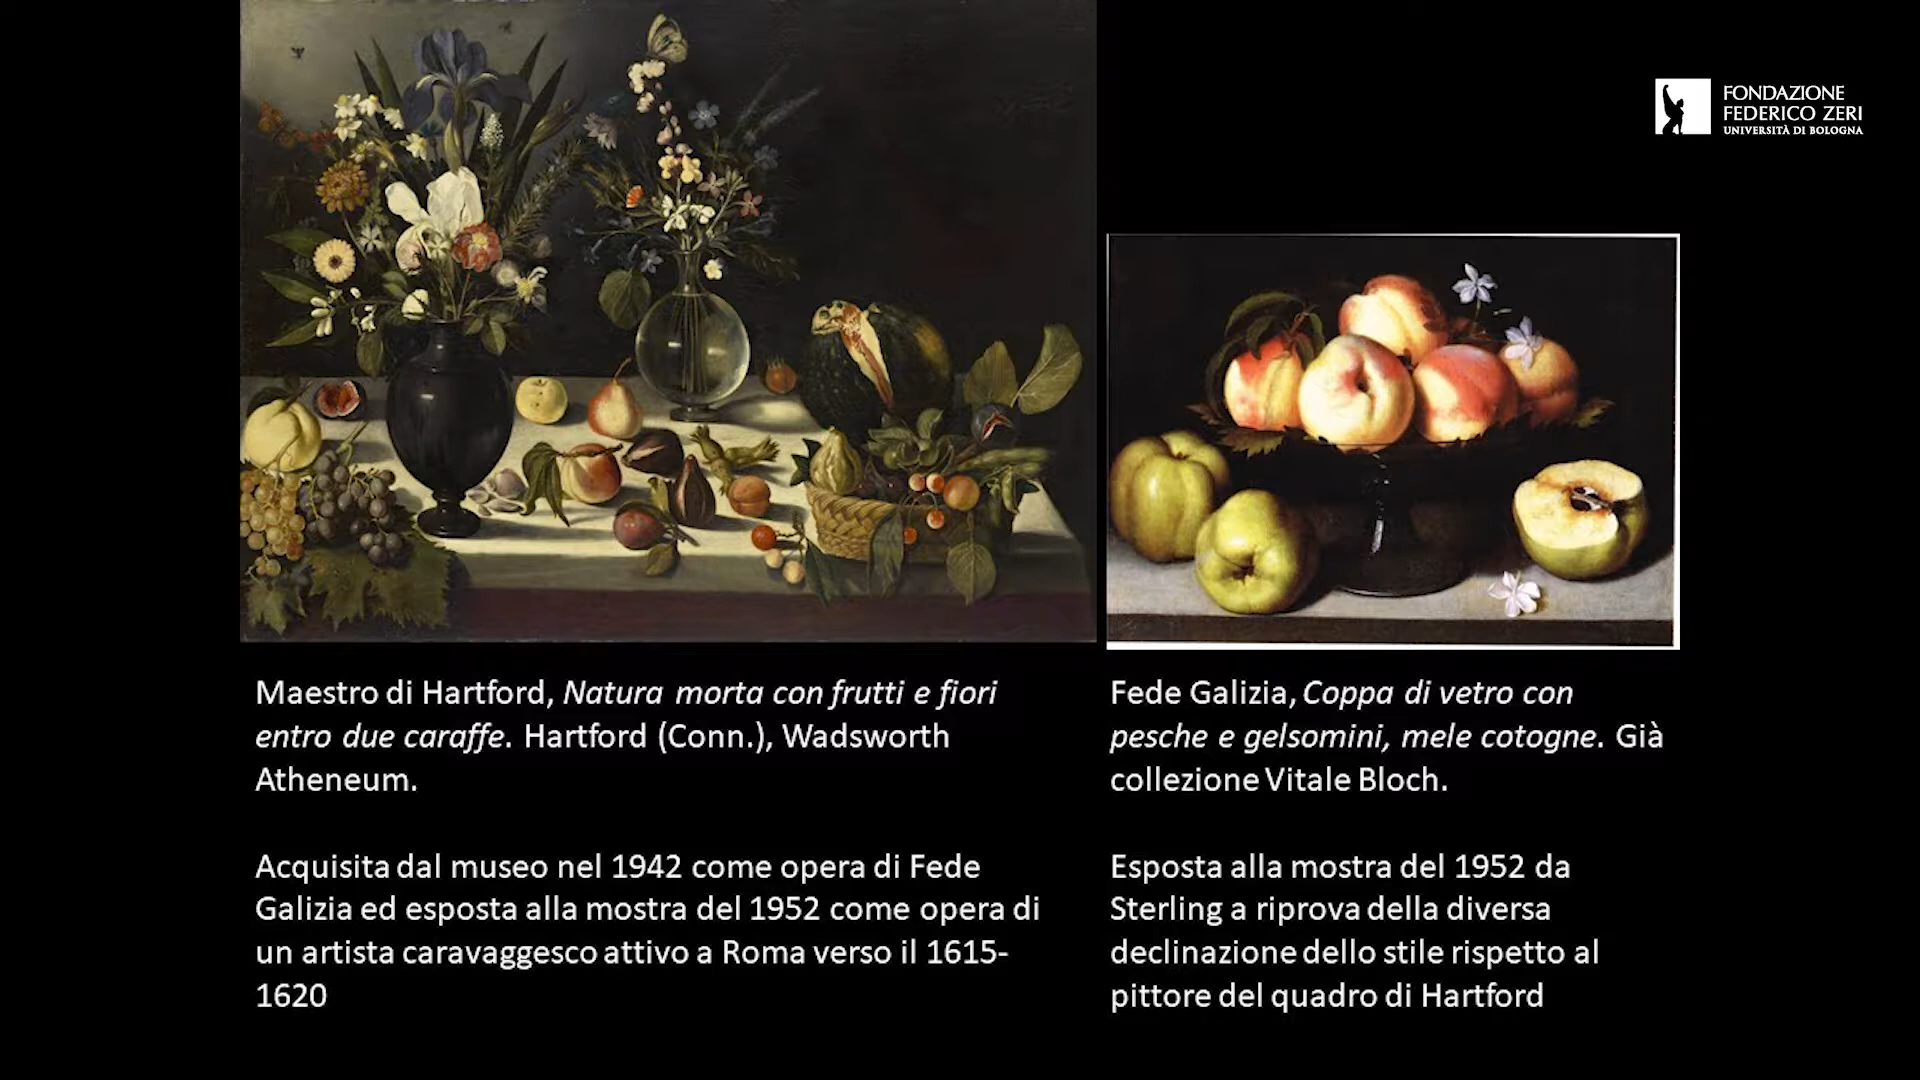 FONDAZIONE
FEDERICO ZERI
UNIVERSITÀ DI BOLOGNA
Maestro di Hartford, Natura morta con frutti e fiori
entro due caraffe. Hartford (Conn.), Wadsworth
Atheneum.
Acquisita dal museo nel 1942 come opera di Fede
Galizia ed esposta alla mostra del 1952 come opera di
un artista caravaggesco attivo a Roma verso il 1615-
1620
Fede Galizia, Coppa di vetro con
pesche e gelsomini, mele cotogne. Già
collezione Vitale Bloch.
Esposta alla mostra del 1952 da
Sterling a riprova della diversa
declinazione dello stile rispetto al
pittore del quadro di Hartford